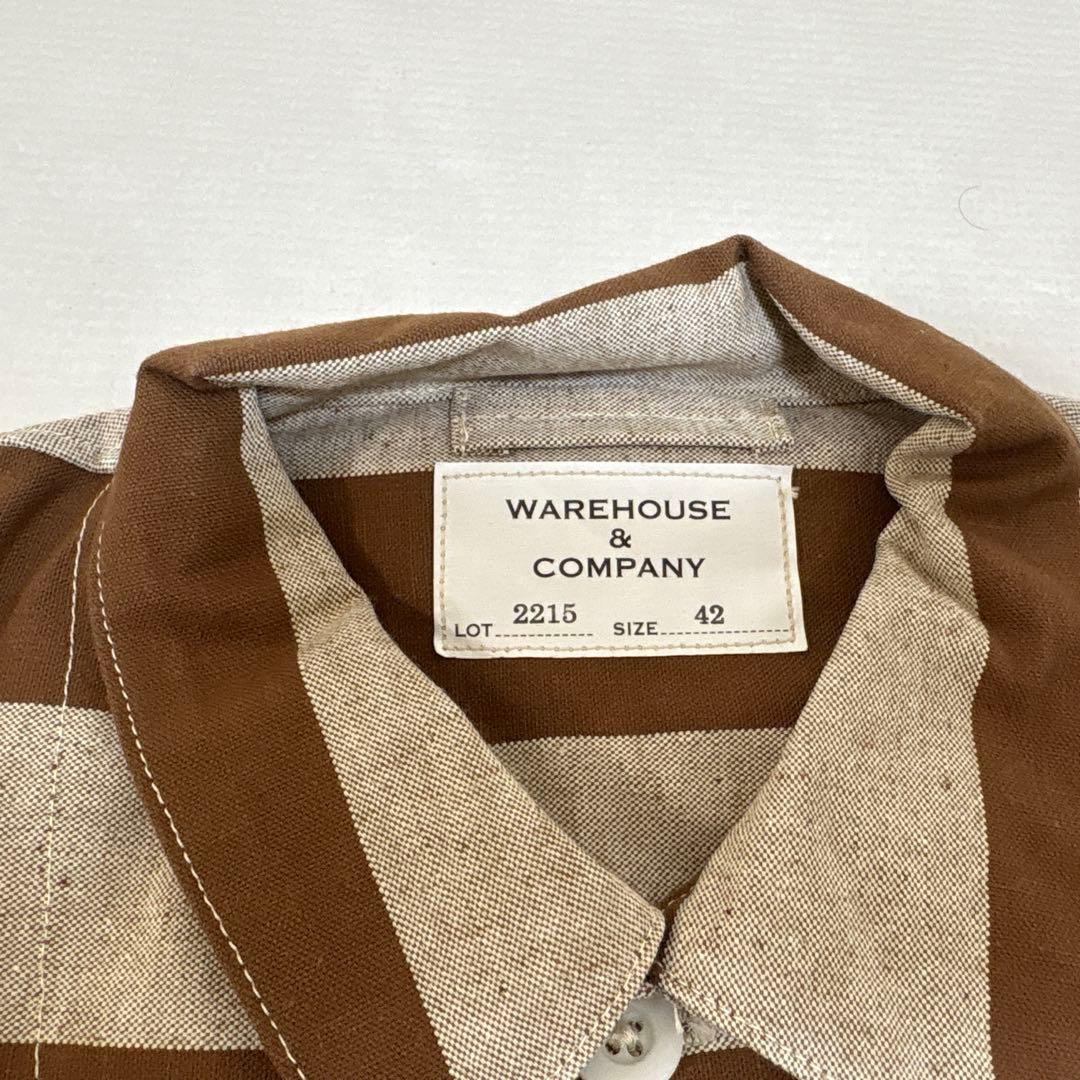 WAREHOUSE
&
COMPANY
LOT 2215 SIZE 42